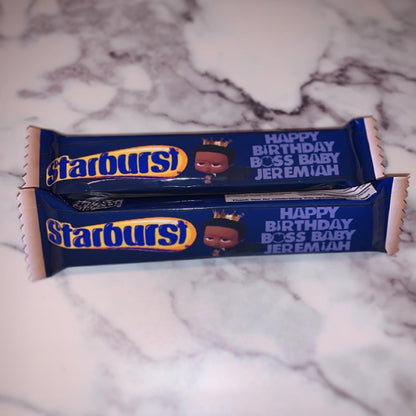 Starburst
HAPPY
BIRTHDAY
BOSS BABY
JEREMIAH
Starburst
HAPPY
BIRTHDAY
BOSS BABY
JEREMIAH